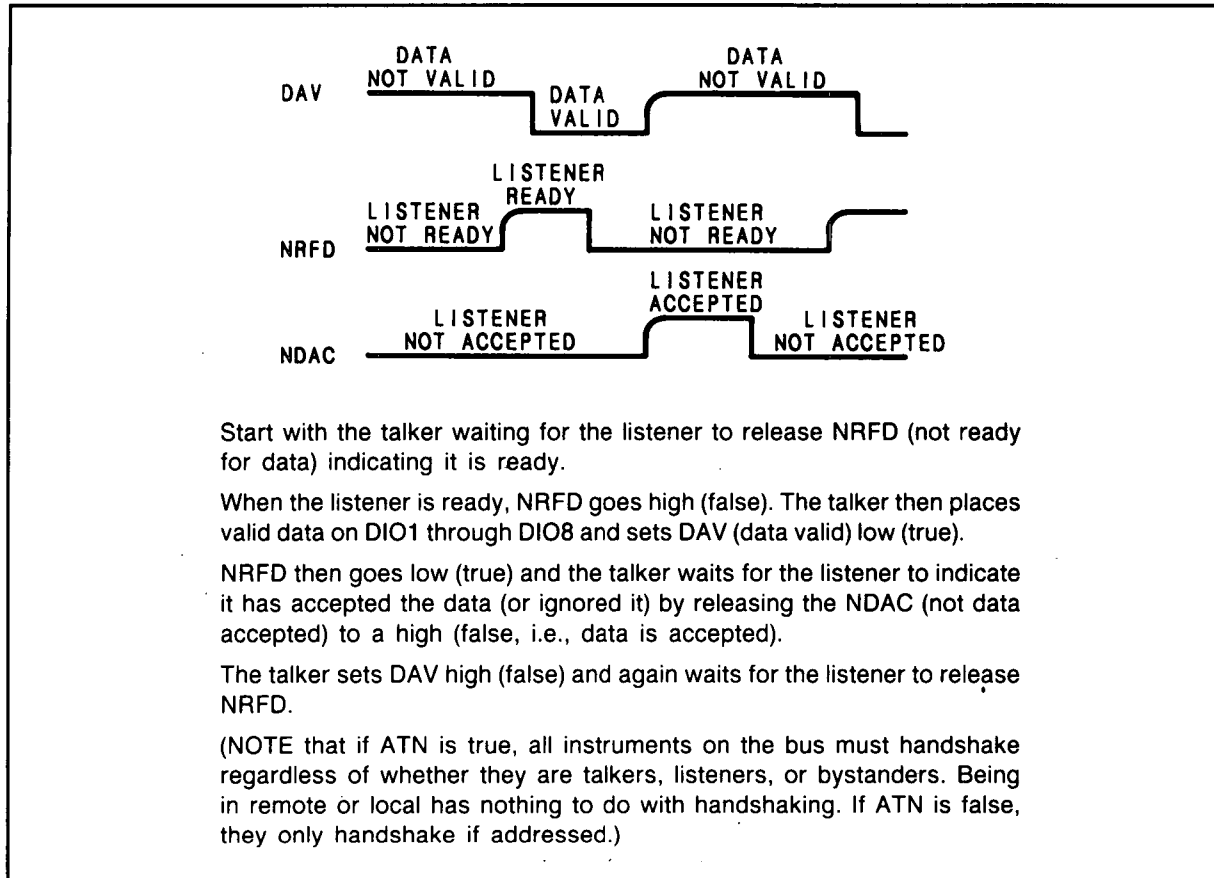 DATA
NOT VALID
DATA
NOT VALID
DAV
DATA
VALID
LISTENER
READY
LISTENER
NOT READY
LISTENER
NOT READY
NRFD
LISTENER
ACCEPTED
LISTENER
NOT ACCEPTED
LISTENER
NOT ACCEPTED
NDAC
Start with the talker waiting for the listener to release NRFD (not ready
for data) indicating it is ready.
When the listener is ready, NRFD goes high (false). The talker then places
valid data on DIO1 through DIO8 and sets DAV (data valid) low (true).
NRFD then goes low (true) and the talker waits for the listener to indicate
it has accepted the data (or ignored it) by releasing the NDAC (not data
accepted) to a high (false, i.e., data is accepted).
The talker sets DAV high (false) and again waits for the listener to release
NRFD.
(NOTE that if ATN is true, all instruments on the bus must handshake
regardless of whether they are talkers, listeners, or bystanders. Being
in remote or local has nothing to do with handshaking. If ATN is false,
they only handshake if addressed.)